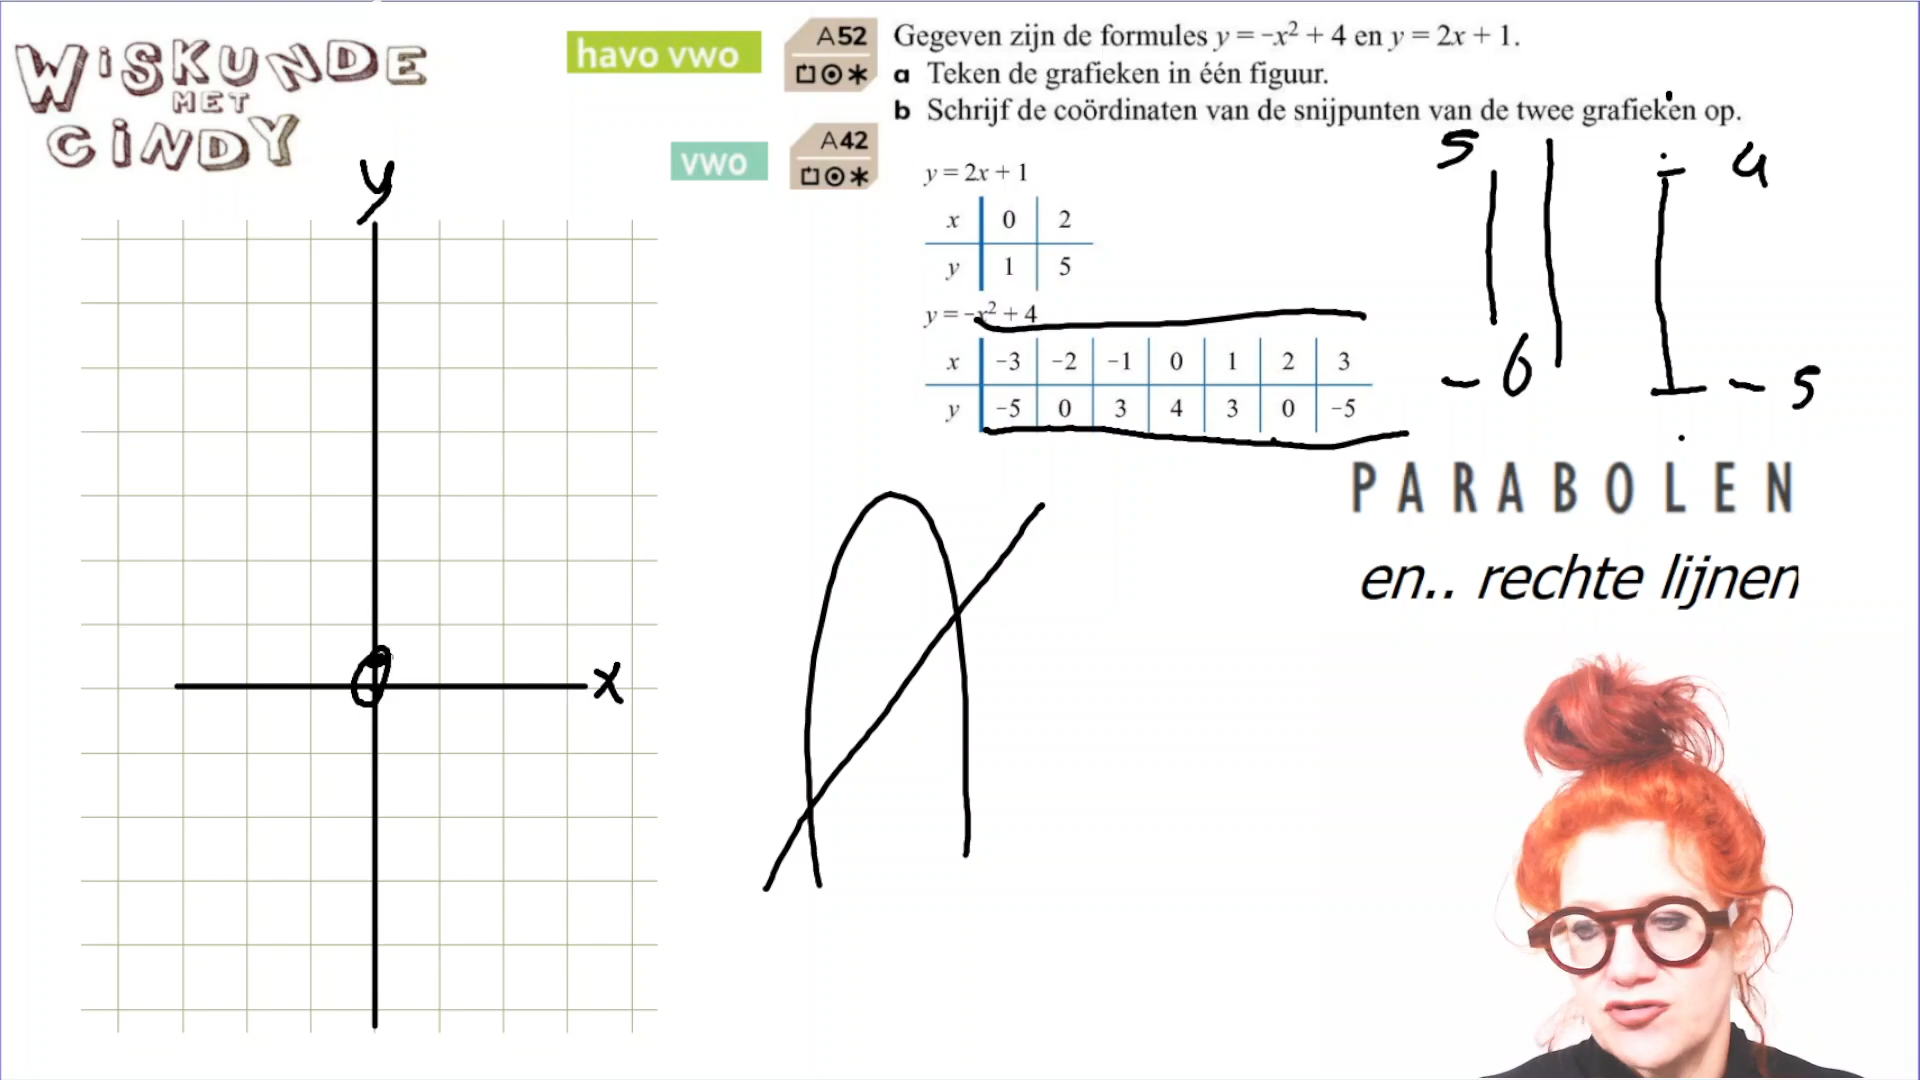 WiSKUNDE
MET
CiNDY
havo vwo
A52
Gegeven zijn de formules y = −x² + 4 en y = 2x + 1.
a Teken de grafieken in één figuur.
b Schrijf de coördinaten van de snijpunten van de twee grafieken op.
vwo
A42
y = 2x + 1
x 0 2
y 1 5
y = −x² + 4
x −3 −2 −1 0 1 2 3
y −5 0 3 4 3 0 −5
5
4
-6
-5
y
0
x
PARABOLEN
en.. rechte lijnen